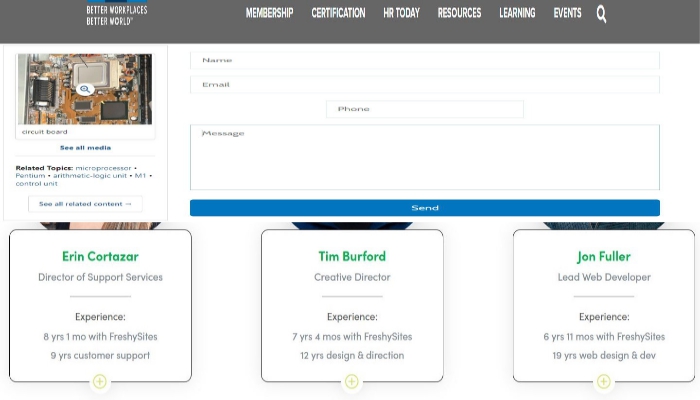 BETTER WORKPLACES
BETTER WORLD®
MEMBERSHIP CERTIFICATION HR TODAY RESOURCES LEARNING EVENTS
circuit board
See all media
Related Topics: microprocessor •
Pentium • arithmetic-logic unit • M1 •
control unit
See all related content →
Name
Email
Phone
Message
Send
Erin Cortazar
Director of Support Services
Experience:
8 yrs 1 mo with FreshySites
9 yrs customer support
Tim Burford
Creative Director
Experience:
7 yrs 4 mos with FreshySites
12 yrs design & direction
Jon Fuller
Lead Web Developer
Experience:
6 yrs 11 mos with FreshySites
19 yrs web design & dev